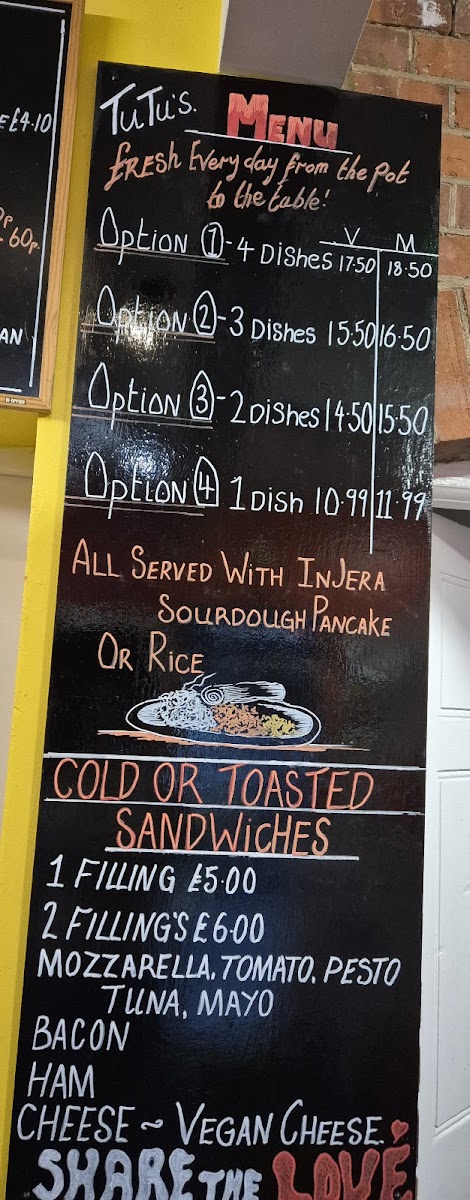 E £4.10
60p.
AN
TuTu's. MENU
fRESH Every day from the pot
to the table!
V M
Option 1 - 4 Dishes 17.50 18.50
Option 2 - 3 Dishes 15.50 16.50
Option 3 - 2 Dishes 14.50 15.50
Option 4 1 Dish 10.99 11.99
ALL SERVED WITH INJERA
SOURDOUGH PANCAKE
OR RICE
COLD OR TOASTED
SANDWiCHES
1 FILLING £5.00
2 FILLING'S £6.00
MOZZARELLA, TOMATO, PESTO
TUNA, MAYO
BACON
HAM
CHEESE ~ VEGAN CHEESE.
SHARE THE LOVE